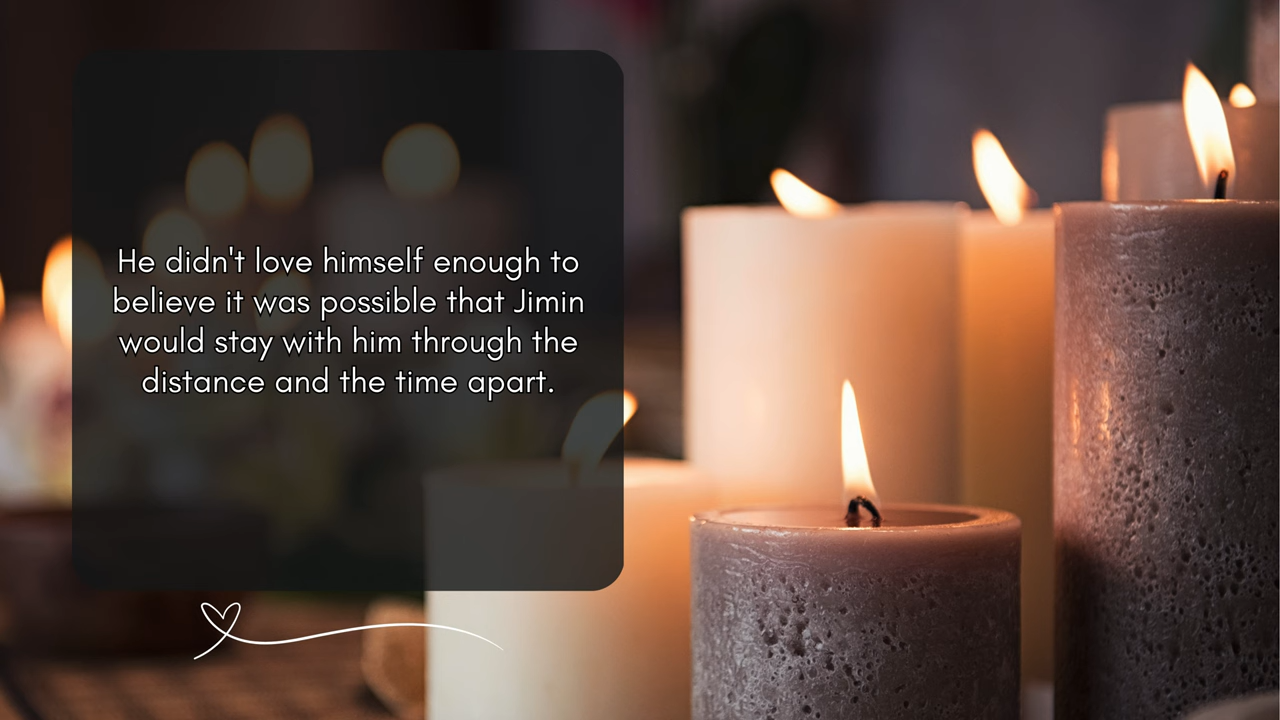 He didn't love himself enough to
believe it was possible that Jimin
would stay with him through the
distance and the time apart.